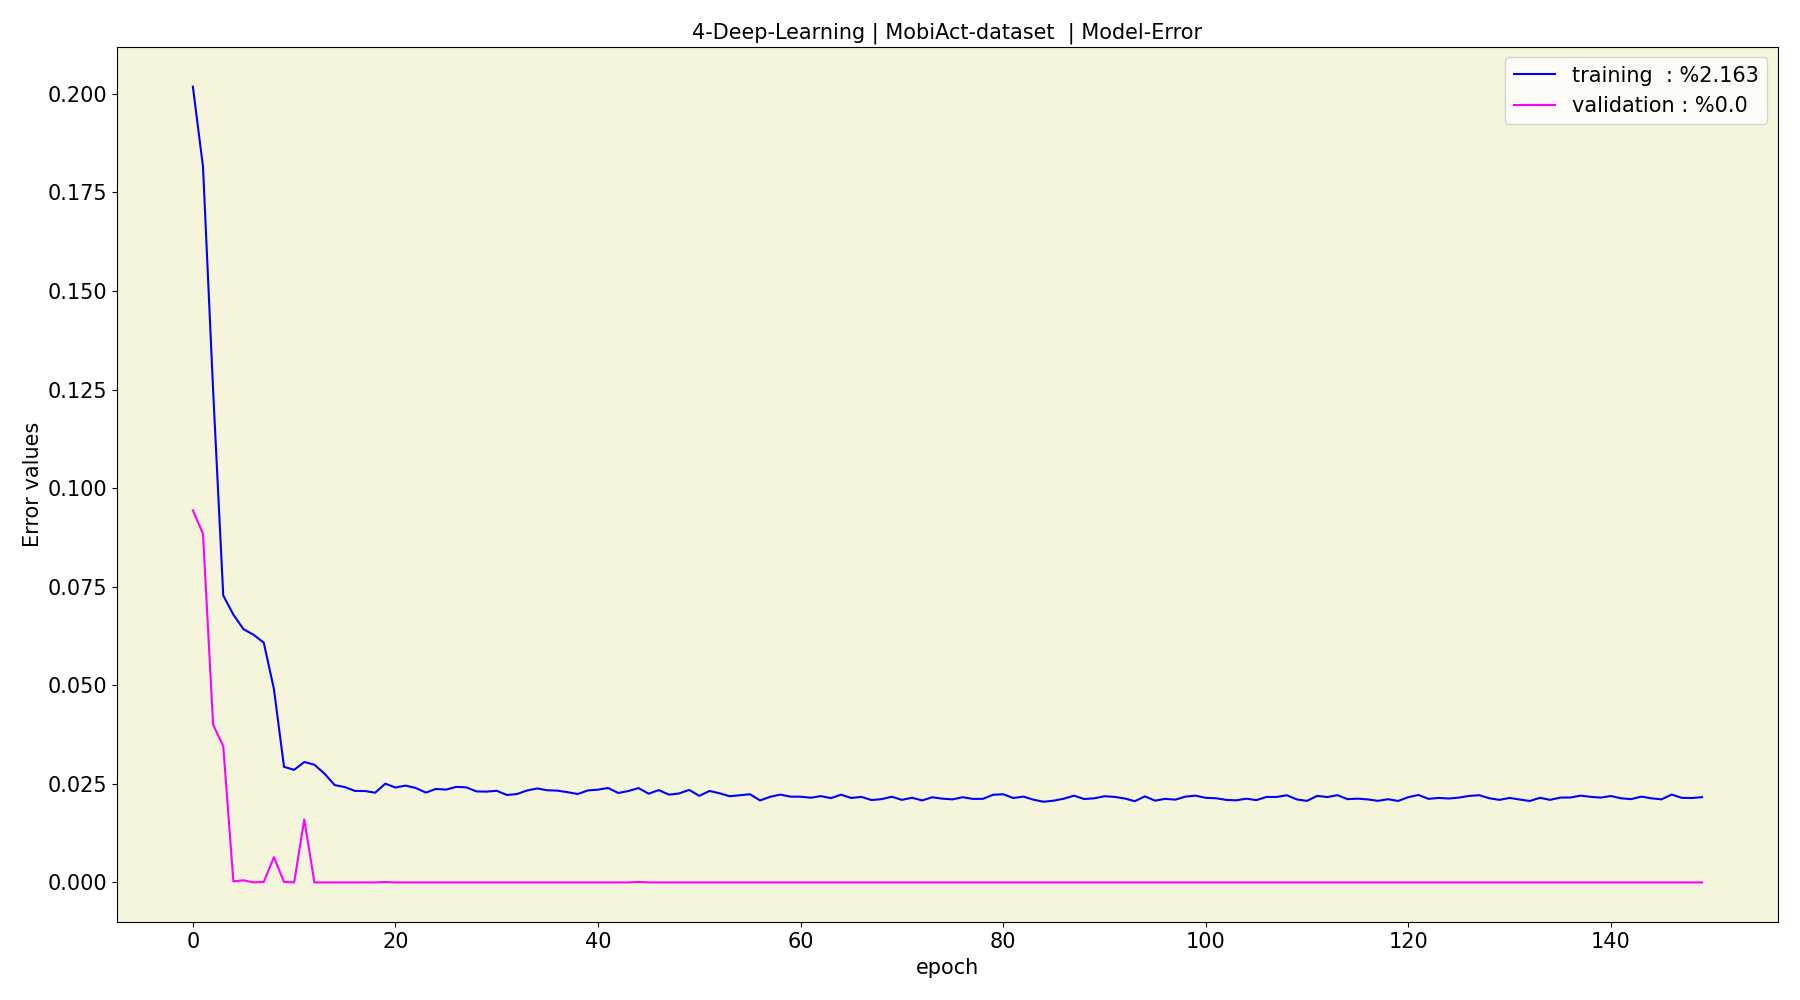 4-Deep-Learning | MobiAct-dataset  | Model-Error
training  : %2.163
validation : %0.0
Error values
0.200
0.175
0.150
0.125
0.100
0.075
0.050
0.025
0.000
0 20 40 60 80 100 120 140
epoch